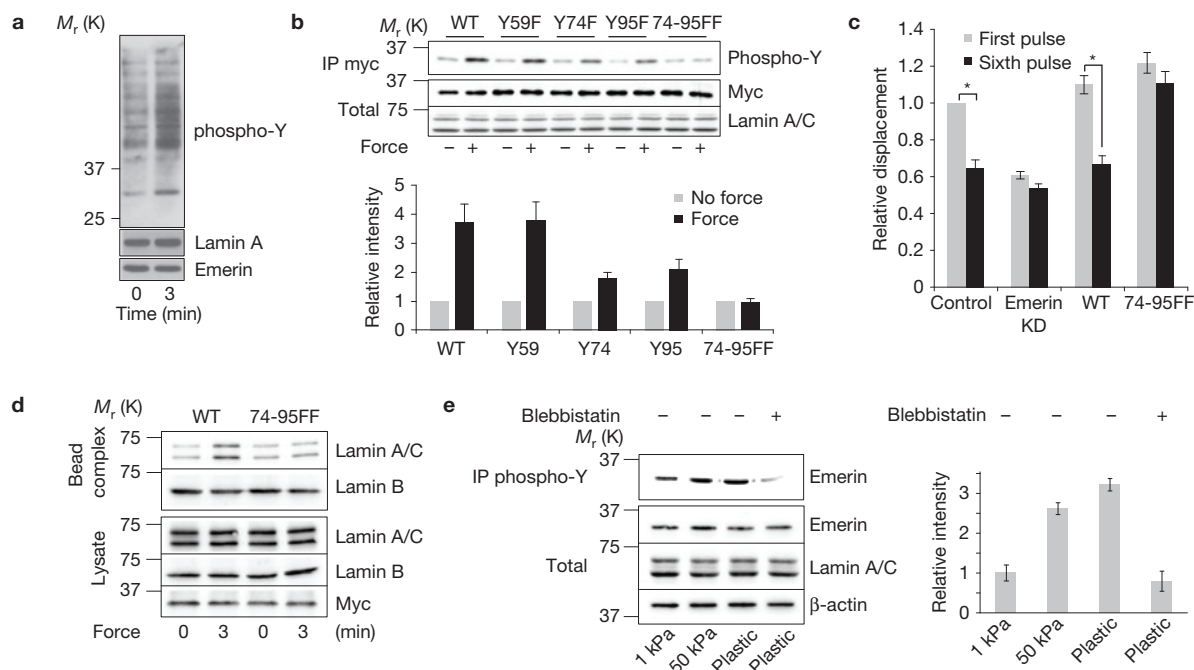 a
Mr (K)
phospho-Y
37
25
Lamin A
Emerin
0 3
Time (min)
b
Mr (K) WT Y59F Y74F Y95F 74-95FF
37
IP myc Phospho-Y
37
Myc
Total 75
Lamin A/C
Force – + – + – + – + – +
5
4
3
2
1
0
Relative intensity
No force
Force
WT Y59 Y74 Y95 74-95FF
c
First pulse
Sixth pulse
1.2
1.0
0.8
0.6
0.4
0.2
0
Relative displacement
* *
Control Emerin KD WT 74-95FF
d
Mr (K) WT 74-95FF
Bead complex
75
Lamin A/C
75
Lamin B
Lysate
75
Lamin A/C
75
Lamin B
37
Myc
Force 0 3 0 3 (min)
e
Blebbistatin – – – +
Mr (K)
37
IP phospho-Y Emerin
37
Emerin
75
Total Lamin A/C
37
β-actin
1 kPa 50 kPa Plastic Plastic
Blebbistatin – – – +
3
2
1
0
Relative intensity
1 kPa 50 kPa Plastic Plastic